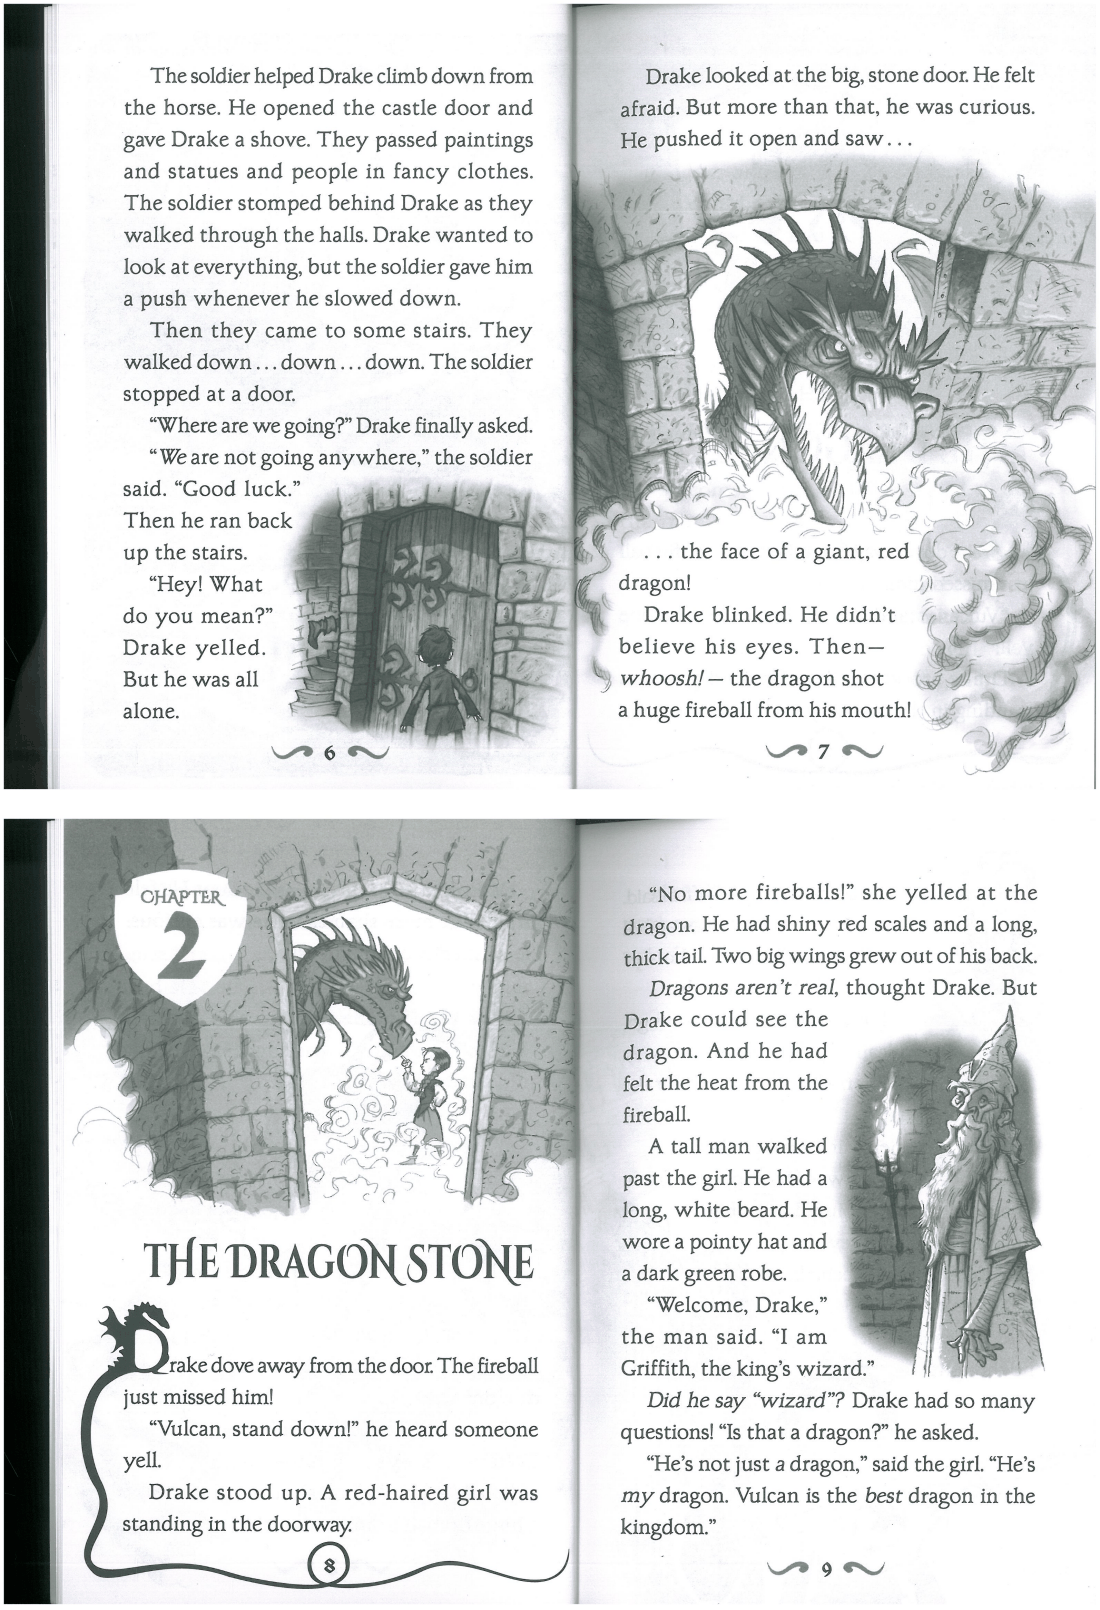 The soldier helped Drake climb down from
the horse. He opened the castle door and
gave Drake a shove. They passed paintings
and statues and people in fancy clothes.
The soldier stomped behind Drake as they
walked through the halls. Drake wanted to
look at everything, but the soldier gave him
a push whenever he slowed down.
Then they came to some stairs. They
walked down . . . down . . . down. The soldier
stopped at a door.
“Where are we going?” Drake finally asked.
“We are not going anywhere,” the soldier
said. “Good luck.”
Then he ran back
up the stairs.
“Hey! What
do you mean?”
Drake yelled.
But he was all
alone.
6
Drake looked at the big, stone door. He felt
afraid. But more than that, he was curious.
He pushed it open and saw . . .
. . . the face of a giant, red
dragon!
Drake blinked. He didn’t
believe his eyes. Then—
whoosh! — the dragon shot
a huge fireball from his mouth!
7
CHAPTER
2
THE DRAGON STONE
Drake dove away from the door. The fireball
just missed him!
“Vulcan, stand down!” he heard someone
yell.
Drake stood up. A red-haired girl was
standing in the doorway.
8
“No more fireballs!” she yelled at the
dragon. He had shiny red scales and a long,
thick tail. Two big wings grew out of his back.
Dragons aren’t real, thought Drake. But
Drake could see the
dragon. And he had
felt the heat from the
fireball.
A tall man walked
past the girl. He had a
long, white beard. He
wore a pointy hat and
a dark green robe.
“Welcome, Drake,”
the man said. “I am
Griffith, the king’s wizard.”
Did he say “wizard”? Drake had so many
questions! “Is that a dragon?” he asked.
“He’s not just a dragon,” said the girl. “He’s
my dragon. Vulcan is the best dragon in the
kingdom.”
9